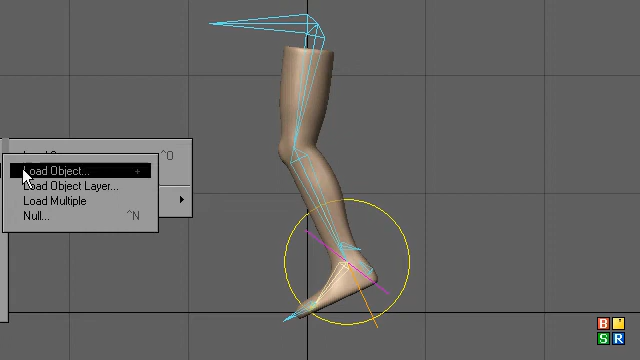 ^O
Load Object... +
Load Object Layer...
Load Multiple
Null... ^N
B
S R